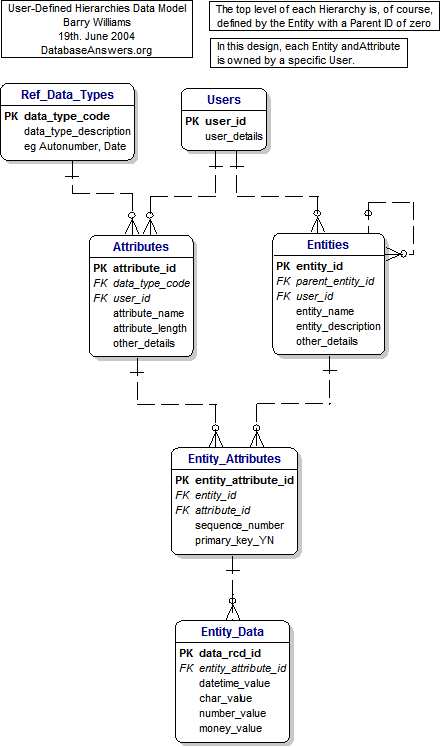 User-Defined Hierarchies Data Model
Barry Williams
19th. June 2004
DatabaseAnswers.org
The top level of each Hierarchy is, of course,
defined by the Entity with a Parent ID of zero
In this design, each Entity andAttribute
is owned by a specific User.
Ref_Data_Types
PK data_type_code
data_type_description
eg Autonumber, Date
Users
PK user_id
user_details
Attributes
PK attribute_id
FK data_type_code
FK user_id
attribute_name
attribute_length
other_details
Entities
PK entity_id
FK parent_entity_id
FK user_id
entity_name
entity_description
other_details
Entity_Attributes
PK entity_attribute_id
FK entity_id
FK attribute_id
sequence_number
primary_key_YN
Entity_Data
PK data_rcd_id
FK entity_attribute_id
datetime_value
char_value
number_value
money_value